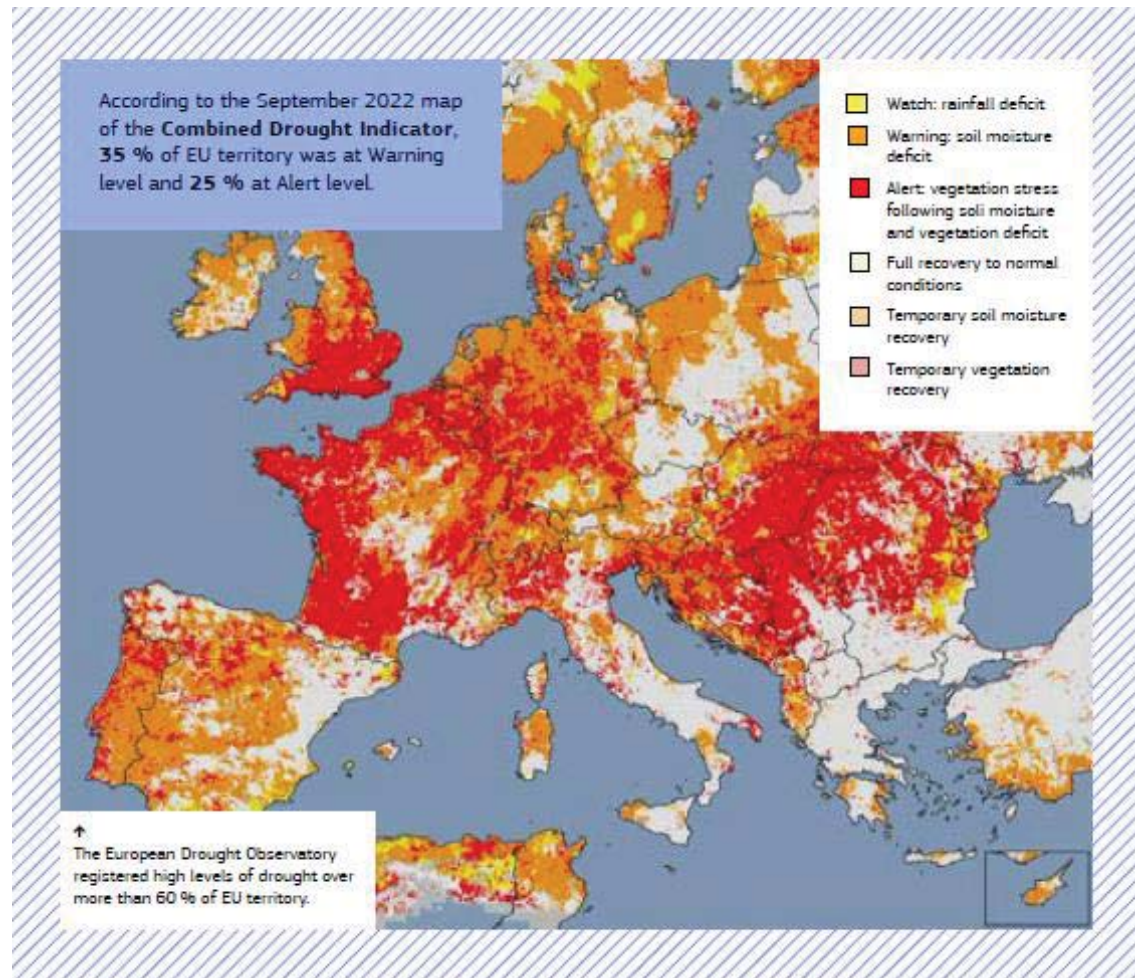 According to the September 2022 map
of the Combined Drought Indicator,
35 % of EU territory was at Warning
level and 25 % at Alert level.
Watch: rainfall deficit
Warning: soil moisture
deficit
Alert: vegetation stress
following soli moisture
and vegetation deficit
Full recovery to normal
conditions
Temporary soil moisture
recovery
Temporary vegetation
recovery
↑
The European Drought Observatory
registered high levels of drought over
more than 60 % of EU territory.